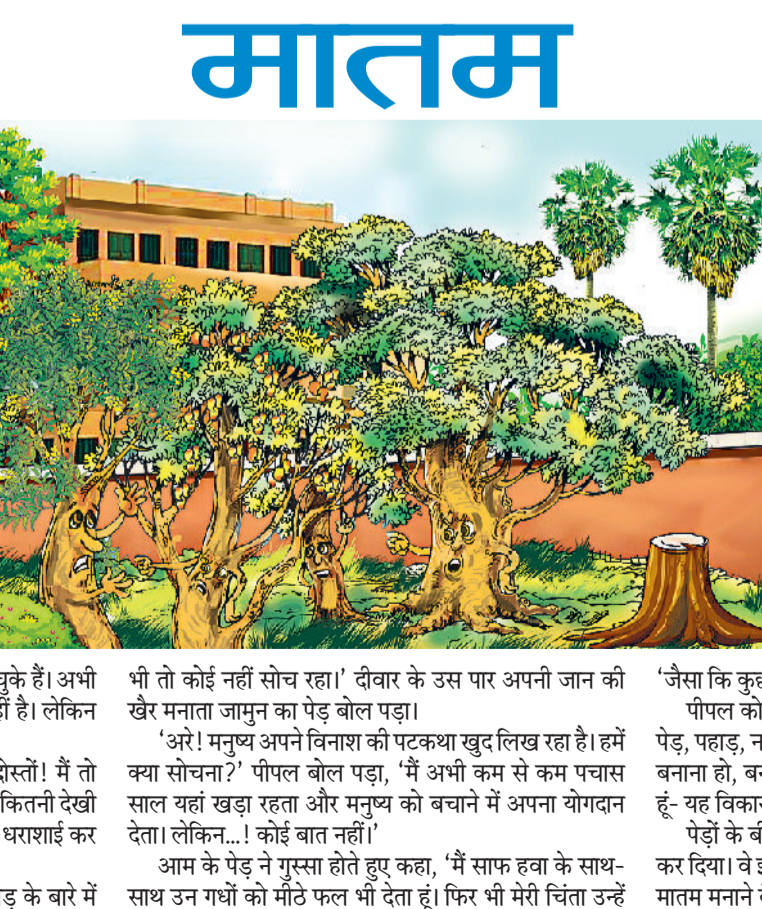 मातम
चुके हैं। अभी
हीं है। लेकिन
दोस्तों! मैं तो
कितनी देखी
धराशाई कर
के बारे में
भी तो कोई नहीं सोच रहा।’ दीवार के उस पार अपनी जान की
खैर मनाता जामुन का पेड़ बोल पड़ा।
‘अरे! मनुष्य अपने विनाश की पटकथा खुद लिख रहा है। हमें
क्या सोचना?’ पीपल बोल पड़ा, ‘मैं अभी कम से कम पचास
साल यहां खड़ा रहता और मनुष्य को बचाने में अपना योगदान
देता। लेकिन...! कोई बात नहीं।’
आम के पेड़ ने गुस्सा होते हुए कहा, ‘मैं साफ हवा के साथ-
साथ उन गधों को मीठे फल भी देता हूं। फिर भी मेरी चिंता उन्हें
‘जैसा कि
पीपल को
पेड़, पहाड़,
बनाना हो,
हूं- यह
पेड़ों के
कर दिया। वे
मातम मनाने